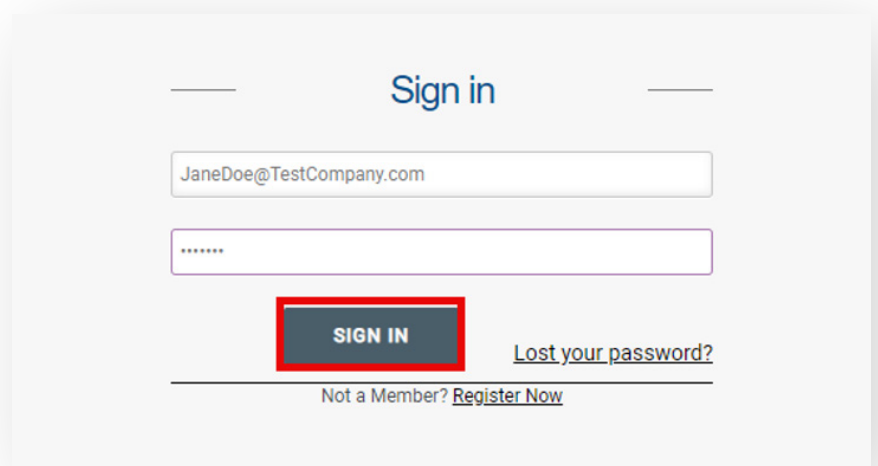 Sign in
JaneDoe@TestCompany.com
•••••••
SIGN IN
Lost your password?
Not a Member? Register Now